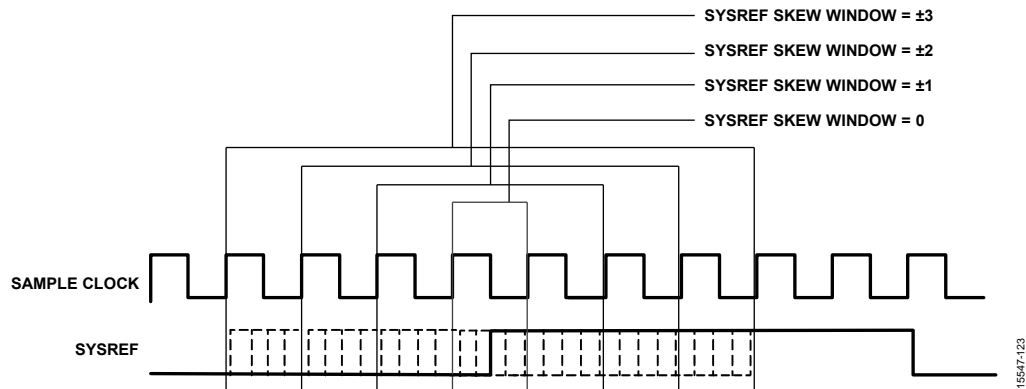 SYSREF SKEW WINDOW = ±3
SYSREF SKEW WINDOW = ±2
SYSREF SKEW WINDOW = ±1
SYSREF SKEW WINDOW = 0
SAMPLE CLOCK
SYSREF
15547-123